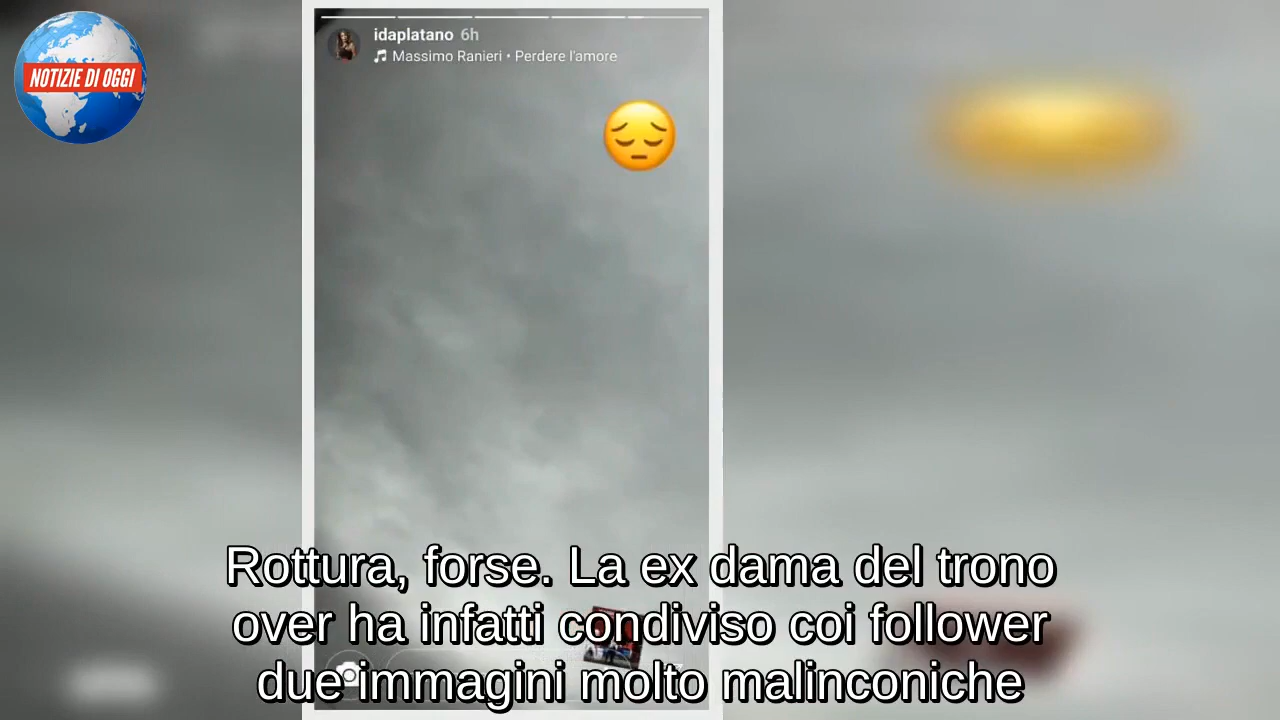 NOTIZIE DI OGGI
idaplatano 6h
Massimo Ranieri • Perdere l'amore
Rottura, forse. La ex dama del trono
over ha infatti condiviso coi follower
due immagini molto malinconiche